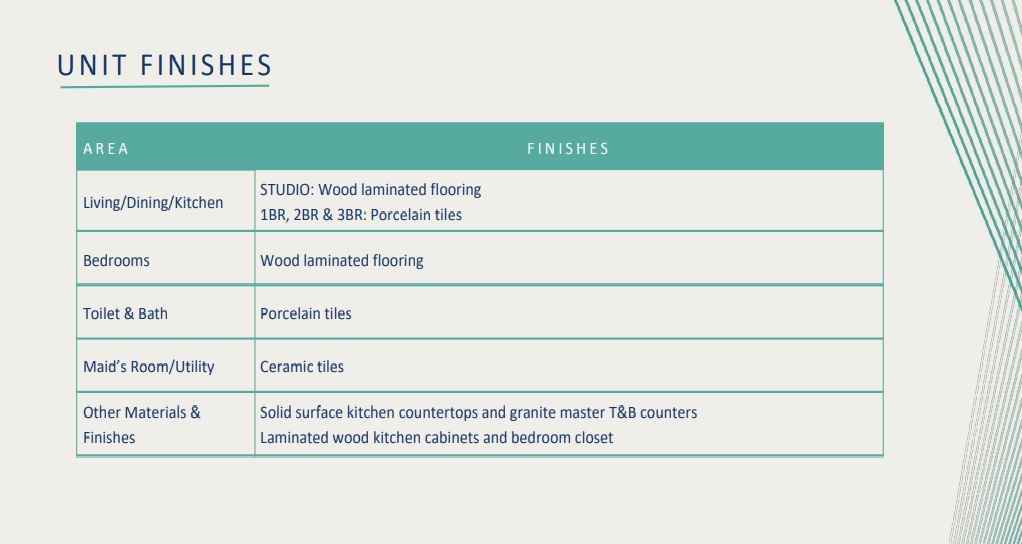 UNIT FINISHES
AREA FINISHES
Living/Dining/Kitchen
STUDIO: Wood laminated flooring
1BR, 2BR & 3BR: Porcelain tiles
Bedrooms
Wood laminated flooring
Toilet & Bath
Porcelain tiles
Maid’s Room/Utility
Ceramic tiles
Other Materials &
Finishes
Solid surface kitchen countertops and granite master T&B counters
Laminated wood kitchen cabinets and bedroom closet